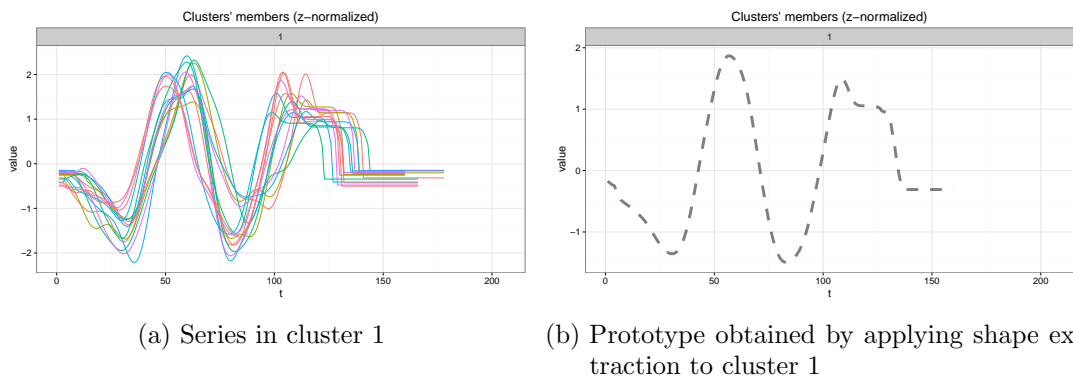 Clusters' members (z−normalized)
1
value
2
1
0
−1
−2
0
50
100
150
200
t
(a) Series in cluster 1
Clusters' members (z−normalized)
1
value
2
1
0
−1
0
50
100
150
200
t
(b) Prototype obtained by applying shape ex
traction to cluster 1